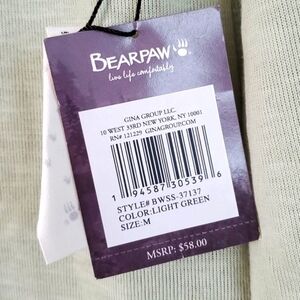 BEARPAW
live life comfortably
GINA GROUP LLC.
10 WEST 33RD NEW YORK, NY 10001
RN# 121229 GINAGROUP.COM
1 94587 30539 6
STYLE# BWSS-37137
COLOR:LIGHT GREEN
SIZE:M
MSRP: $58.00